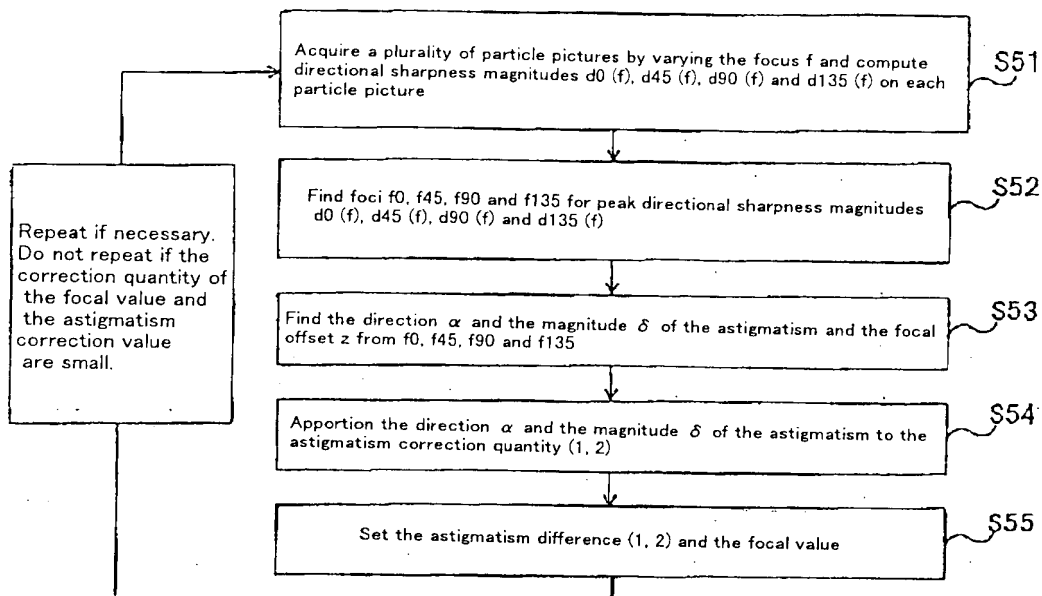 Acquire a plurality of particle pictures by varying the focus f and compute
directional sharpness magnitudes d0 (f), d45 (f), d90 (f) and d135 (f) on each
particle picture
S51
Find foci f0, f45, f90 and f135 for peak directional sharpness magnitudes
d0 (f), d45 (f), d90 (f) and d135 (f)
S52
Repeat if necessary.
Do not repeat if the
correction quantity of
the focal value and
the astigmatism
correction value
are small.
Find the direction α and the magnitude δ of the astigmatism and the focal
offset z from f0, f45, f90 and f135
S53
Apportion the direction α and the magnitude δ of the astigmatism to the
astigmatism correction quantity (1, 2)
S54
Set the astigmatism difference (1, 2) and the focal value
S55